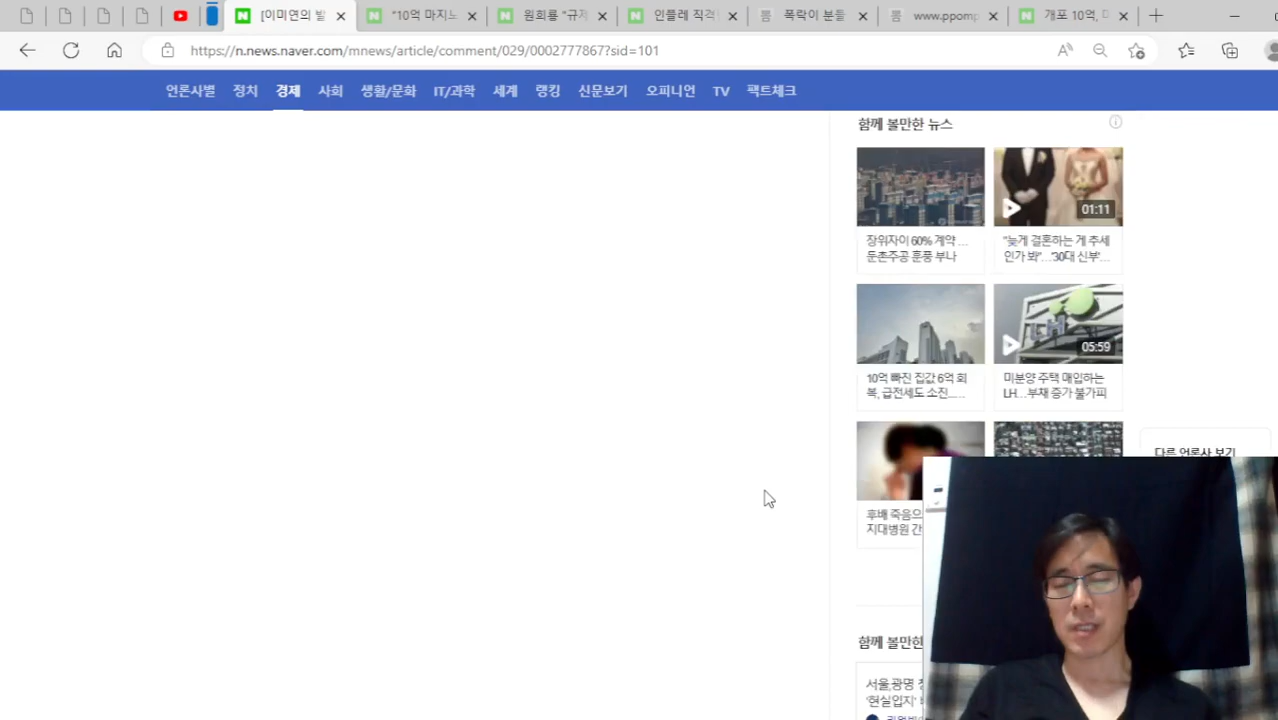 [이미연의 발
"10억 마지노
원희룡 "규제
인플레 직격
폭락이 분들
www.ppomp
개포 10억,
https://n.news.naver.com/mnews/article/comment/029/0002777867?sid=101
언론사별 정치 경제 사회 생활/문화 IT/과학 세계 랭킹 신문보기 오피니언 TV 팩트체크
함께 볼만한 뉴스
01:11
장위자이 60% 계약…
둔촌주공 훈풍 부나
"늦게 결혼하는 게 추세
인가 봐"…'30대 신부'…
LH
05:59
10억 빠진 집값 6억 회
복, 급전세도 소진……
미분양 주택 매입하는
LH…부채 증가 불가피
다른 언론사 보기
후배 죽음으
지대병원 간
함께 볼만한
서울,광명
'현실입지'